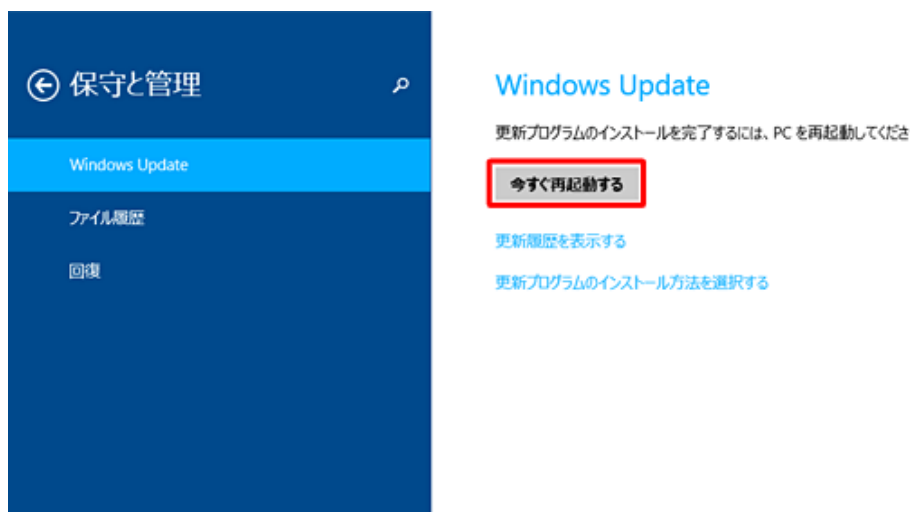 保守と管理
Windows Update
ファイル履歴
回復
Windows Update
更新プログラムのインストールを完了するには、PC を再起動してくださ
今すぐ再起動する
更新履歴を表示する
更新プログラムのインストール方法を選択する